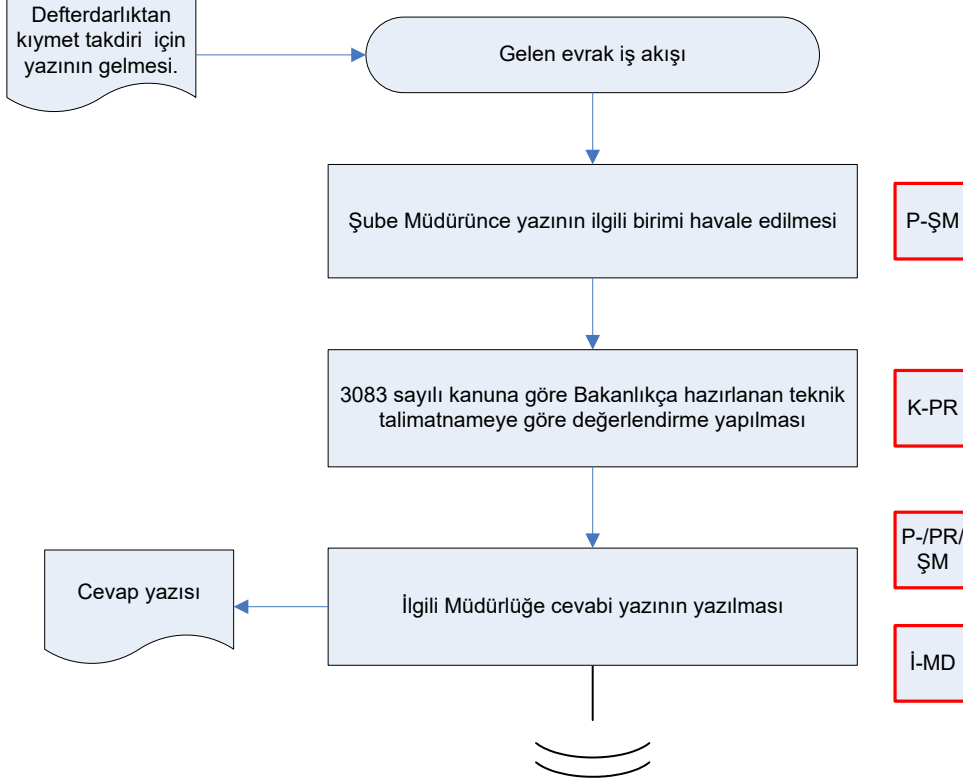 Defterdarlıktan
kıymet takdiri için
yazının gelmesi.
Gelen evrak iş akışı
Şube Müdürünce yazının ilgili birimi havale edilmesi
P-ŞM
3083 sayılı kanuna göre Bakanlıkça hazırlanan teknik
talimatnameye göre değerlendirme yapılması
K-PR
P-/PR/
ŞM
Cevap yazısı
İlgili Müdürlüğe cevabi yazının yazılması
İ-MD